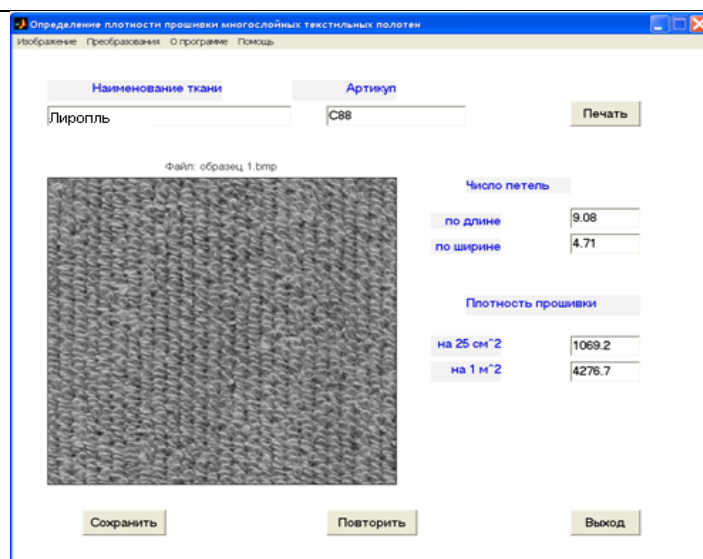 Определение плотности прошивки многослойных текстильных полотен
Изображение Преобразования О программе Помощь
Наименование ткани Артикул
Лиропль С88 Печать
Файл: образец 1.bmp
Число петель
по длине 9.08
по ширине 4.71
Плотность прошивки
на 25 см^2 1069.2
на 1 м^2 4276.7
Сохранить Повторить Выход